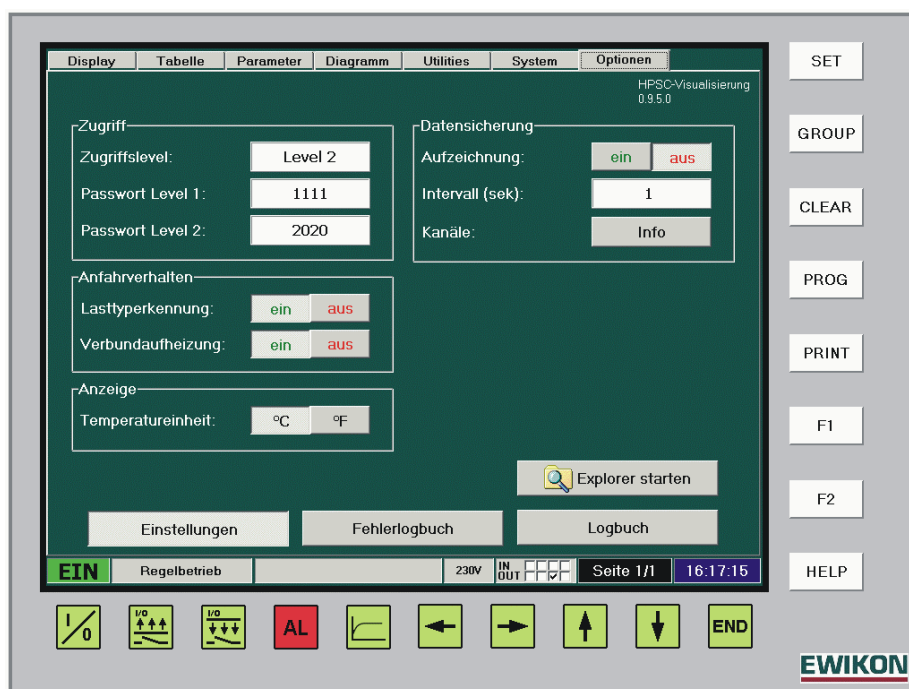 Display Tabelle Parameter Diagramm Utilities System Optionen
HPSC-Visualisierung
0.9.5.0
Zugriff
Zugriffslevel: Level 2
Passwort Level 1: 1111
Passwort Level 2: 2020
Datensicherung
Aufzeichnung: ein aus
Intervall (sek): 1
Kanäle: Info
Anfahrverhalten
Lasttyperkennung: ein aus
Verbundaufheizung: ein aus
Anzeige
Temperatureinheit: °C °F
Explorer starten
Einstellungen Fehlerlogbuch Logbuch
EIN Regelbetrieb 230V IN OUT Seite 1/1 16:17:15
SET
GROUP
CLEAR
PROG
PRINT
F1
F2
HELP
I/0 I/O I/O AL END
EWIKON